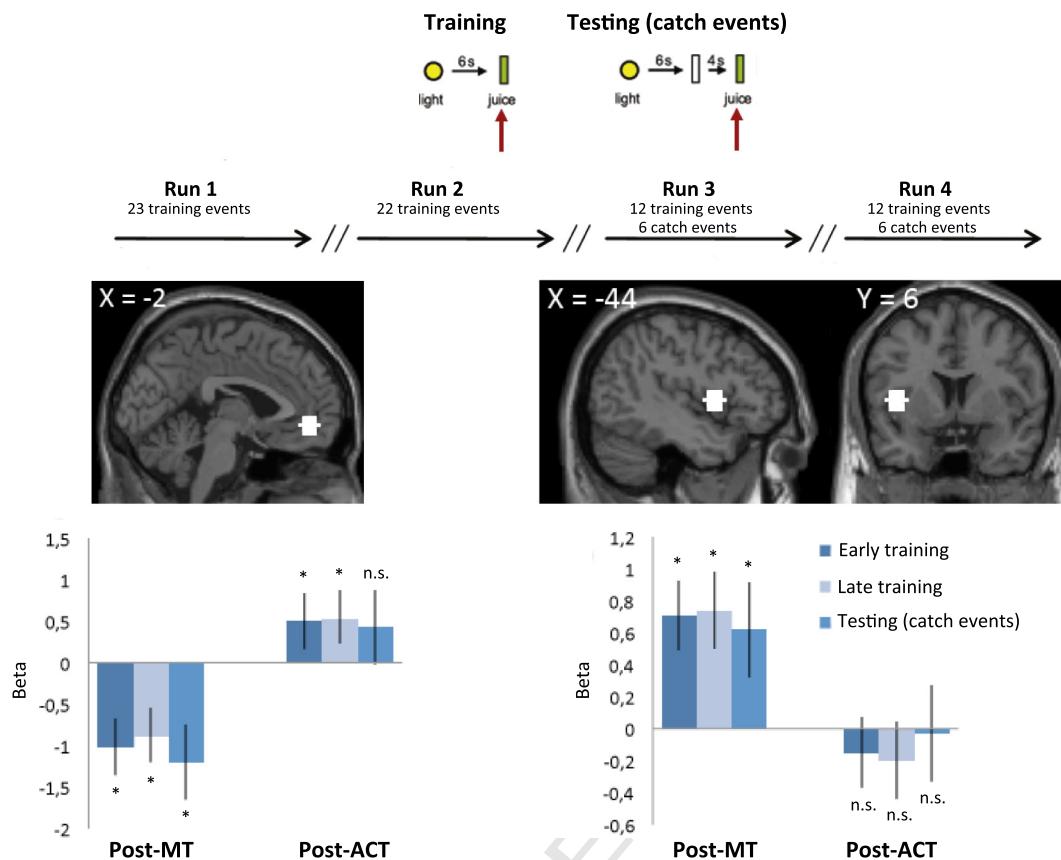 Training
Testing (catch events)
6s
light
juice
6s
4s
light
juice
Run 1
23 training events
Run 2
22 training events
Run 3
12 training events
6 catch events
Run 4
12 training events
6 catch events
X = -2
X = -44
Y = 6
1,5
1
0,5
0
-0,5
-1
-1,5
-2
Beta
* * n.s.
* * *
Post-MT
Post-ACT
1,2
1
0,8
0,6
0,4
0,2
0
-0,2
-0,4
-0,6
Beta
* * *
n.s. n.s. n.s.
Early training
Late training
Testing (catch events)
Post-MT
Post-ACT